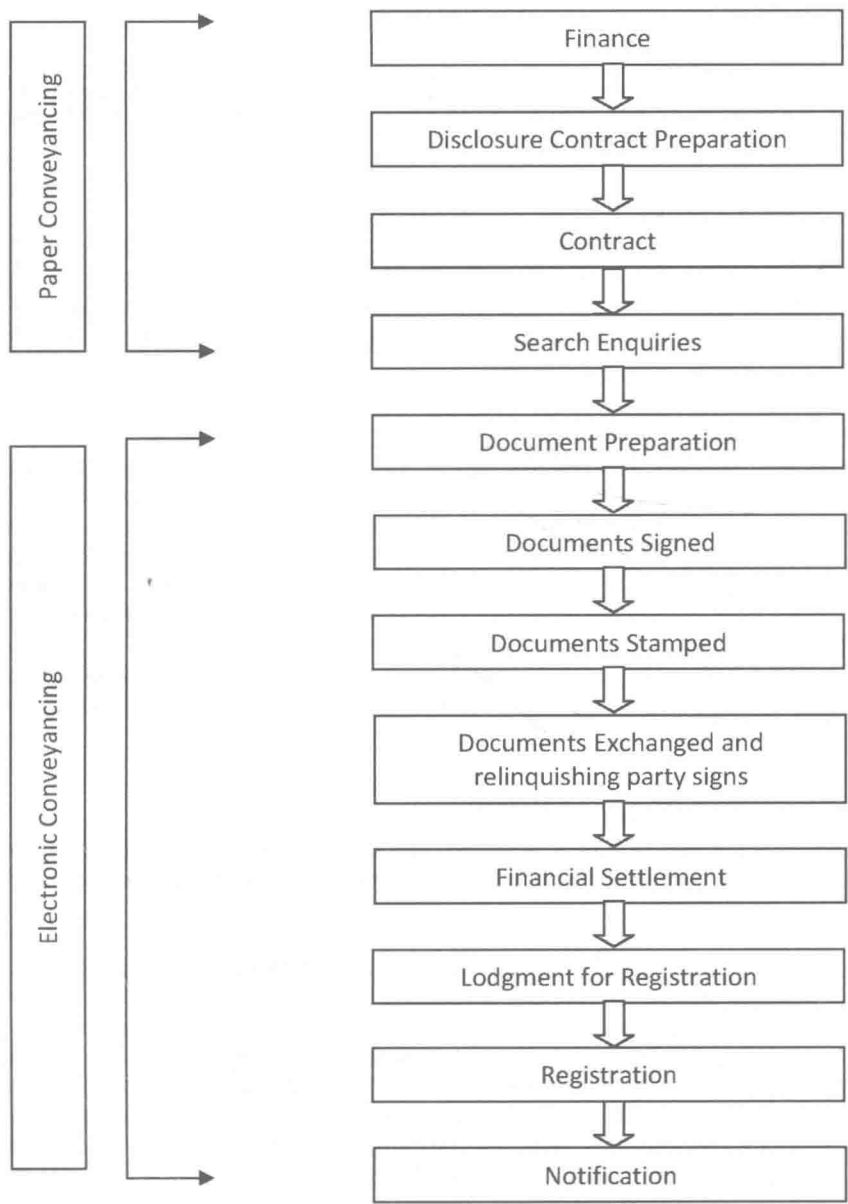 Paper Conveyancing
Finance
Disclosure Contract Preparation
Contract
Search Enquiries
Electronic Conveyancing
Document Preparation
Documents Signed
Documents Stamped
Documents Exchanged and
relinquishing party signs
Financial Settlement
Lodgment for Registration
Registration
Notification